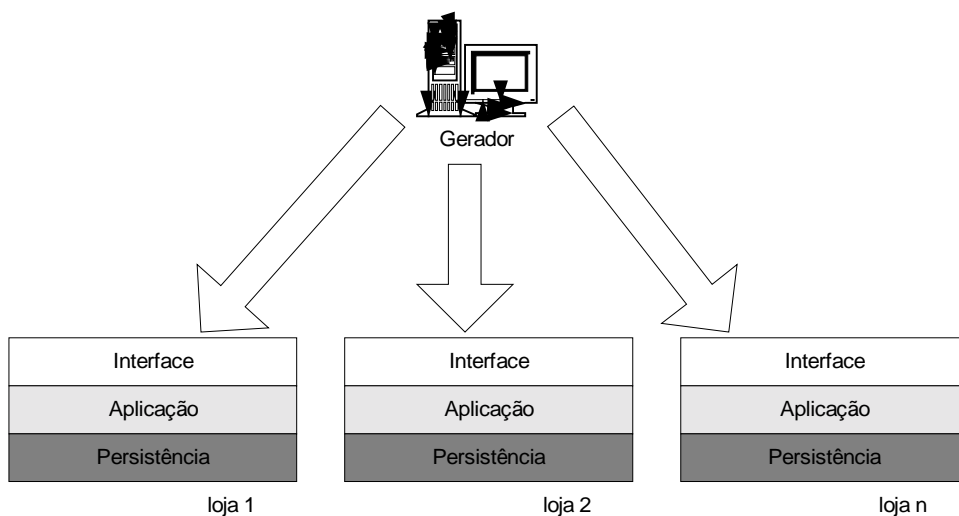 Gerador
Interface
Aplicação
Persistência
loja 1
Interface
Aplicação
Persistência
loja 2
Interface
Aplicação
Persistência
loja n